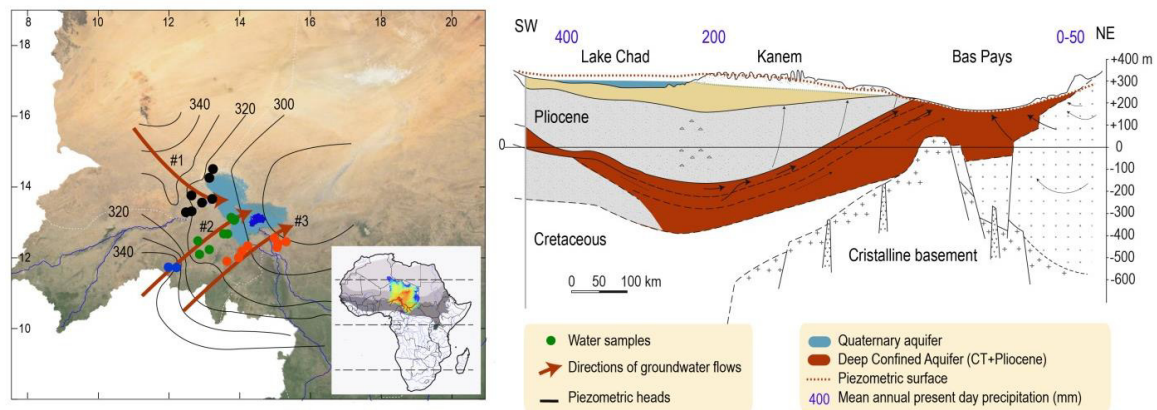 8 10 12 14 16 18 20
18
16
14
12
10
340
320
300
340
#1
320
#2
#3
340
SW
NE
400
200
0-50
Lake Chad
Kanem
Bas Pays
Pliocene
0
Cretaceous
Cristalline basement
0 50 100 km
+400 m
+300
+200
+100
0
-100
-200
-300
-400
-500
-600
Water samples
Directions of groundwater flows
Piezometric heads
Quaternary aquifer
Deep Confined Aquifer (CT+Pliocene)
Piezometric surface
400 Mean annual present day precipitation (mm)